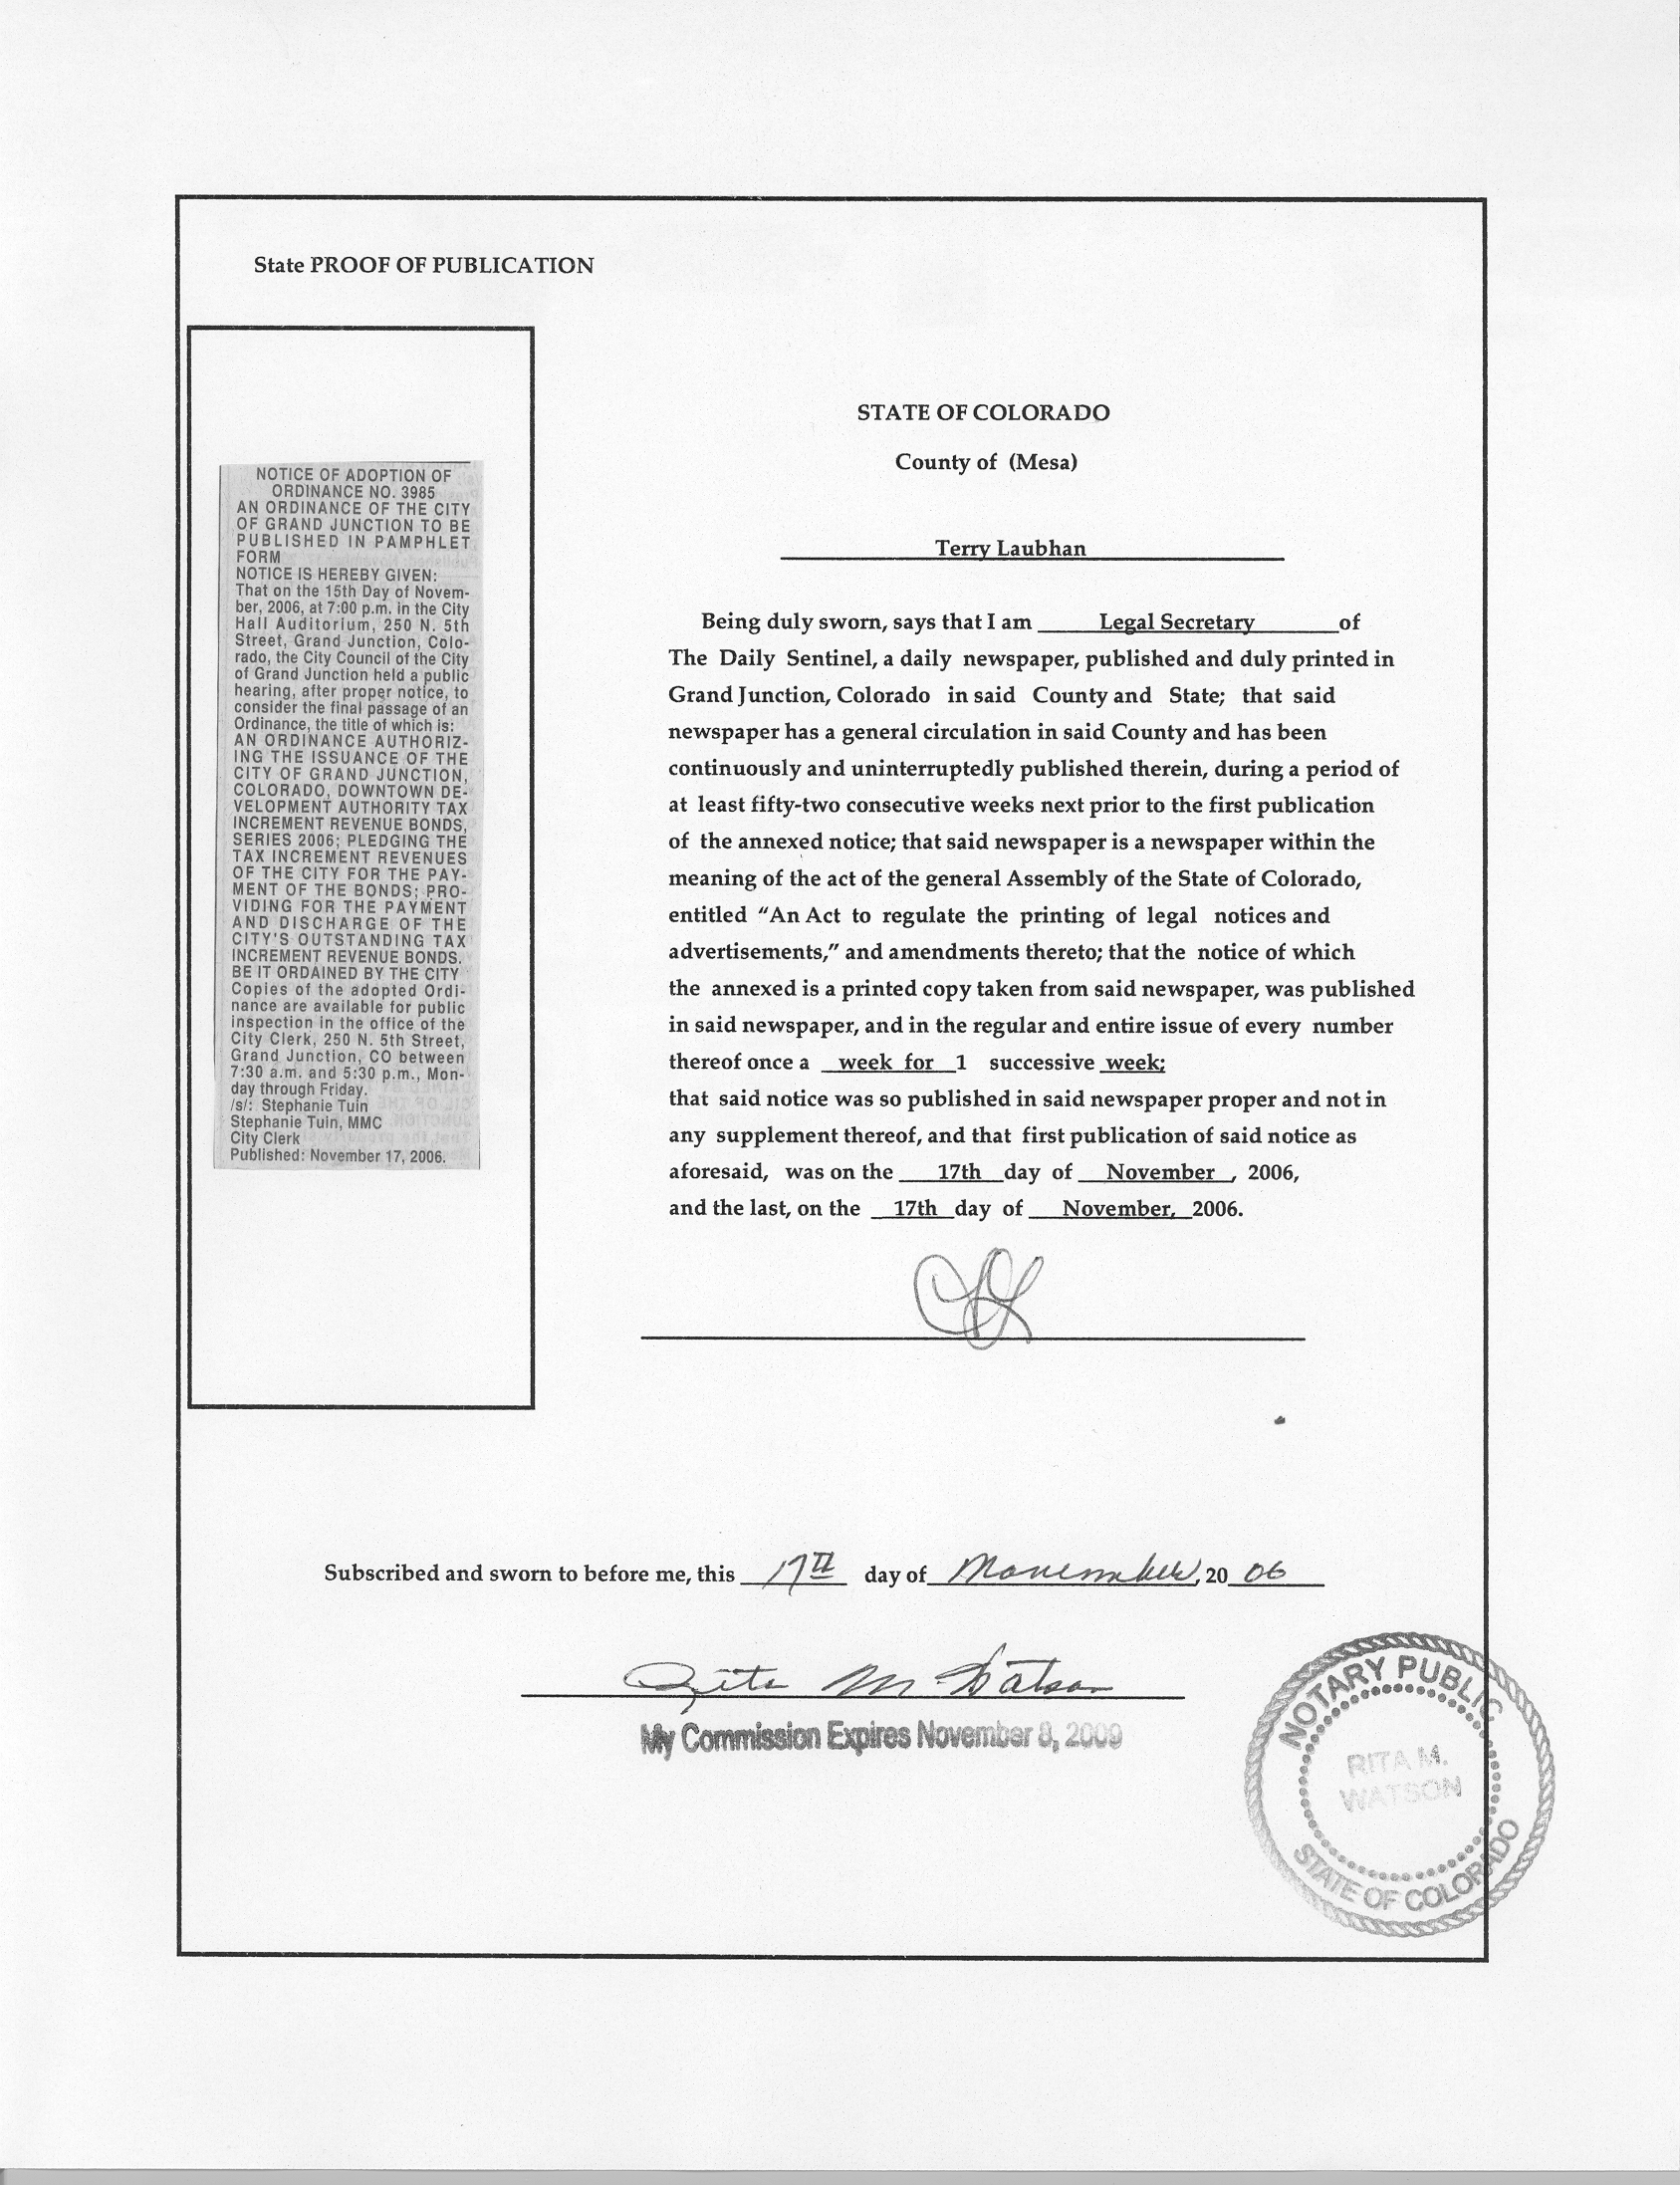 State PROOF OF PUBLICATION
NOTICE OF ADOPTION OF
ORDINANCE NO. 3985
AN ORDINANCE OF THE CITY
OF GRAND JUNCTION TO BE
PUBLISHED IN PAMPHLET
FORM
NOTICE IS HEREBY GIVEN:
That on the 15th Day of Novem-
ber, 2006, at 7:00 p.m. in the City
Hall Auditorium, 250 N. 5th
Street, Grand Junction, Colo-
rado, the City Council of the City
of Grand Junction held a public
hearing, after proper notice, to
consider the final passage of an
Ordinance, the title of which is:
AN ORDINANCE AUTHORIZ-
ING THE ISSUANCE OF THE
CITY OF GRAND JUNCTION,
COLORADO, DOWNTOWN DE-
VELOPMENT AUTHORITY TAX
INCREMENT REVENUE BONDS,
SERIES 2006; PLEDGING THE
TAX INCREMENT REVENUES
OF THE CITY FOR THE PAY-
MENT OF THE BONDS; PRO-
VIDING FOR THE PAYMENT
AND DISCHARGE OF THE
CITY'S OUTSTANDING TAX
INCREMENT REVENUE BONDS.
BE IT ORDAINED BY THE CITY
Copies of the adopted Ordi-
nance are available for public
inspection in the office of the
City Clerk, 250 N. 5th Street,
Grand Junction, CO between
7:30 a.m. and 5:30 p.m., Mon-
day through Friday.
/s/: Stephanie Tuin
Stephanie Tuin, MMC
City Clerk
Published: November 17, 2006.
STATE OF COLORADO
County of (Mesa)
Terry Laubhan
Being duly sworn, says that I am Legal Secretary of
The Daily Sentinel, a daily newspaper, published and duly printed in
Grand Junction, Colorado in said County and State; that said
newspaper has a general circulation in said County and has been
continuously and uninterruptedly published therein, during a period of
at least fifty-two consecutive weeks next prior to the first publication
of the annexed notice; that said newspaper is a newspaper within the
meaning of the act of the general Assembly of the State of Colorado,
entitled "An Act to regulate the printing of legal notices and
advertisements," and amendments thereto; that the notice of which
the annexed is a printed copy taken from said newspaper, was published
in said newspaper, and in the regular and entire issue of every number
thereof once a week for 1 successive week;
that said notice was so published in said newspaper proper and not in
any supplement thereof, and that first publication of said notice as
aforesaid, was on the 17th day of November, 2006,
and the last, on the 17th day of November, 2006.
Subscribed and sworn to before me, this 17th day of November, 20 06
Rita M Watson
My Commission Expires November 8, 2009
NOTARY PUBLIC
RITA M.
WATSON
STATE OF COLORADO